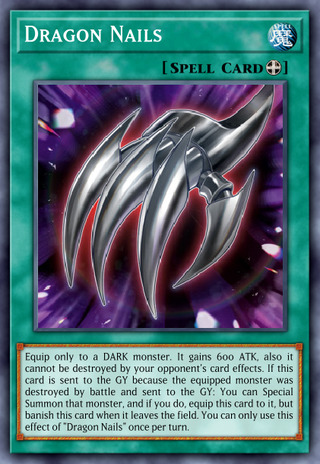 Dragon Nails
魔
[Spell Card]
Equip only to a DARK monster. It gains 600 ATK, also it
cannot be destroyed by your opponent's card effects. If
this card is sent to the GY because the equipped monster was
destroyed by battle and sent to the GY: You can Special
Summon that monster, and if you do, equip this card to it, but
banish this card when it leaves the field. You can only use this
effect of "Dragon Nails" once per turn.